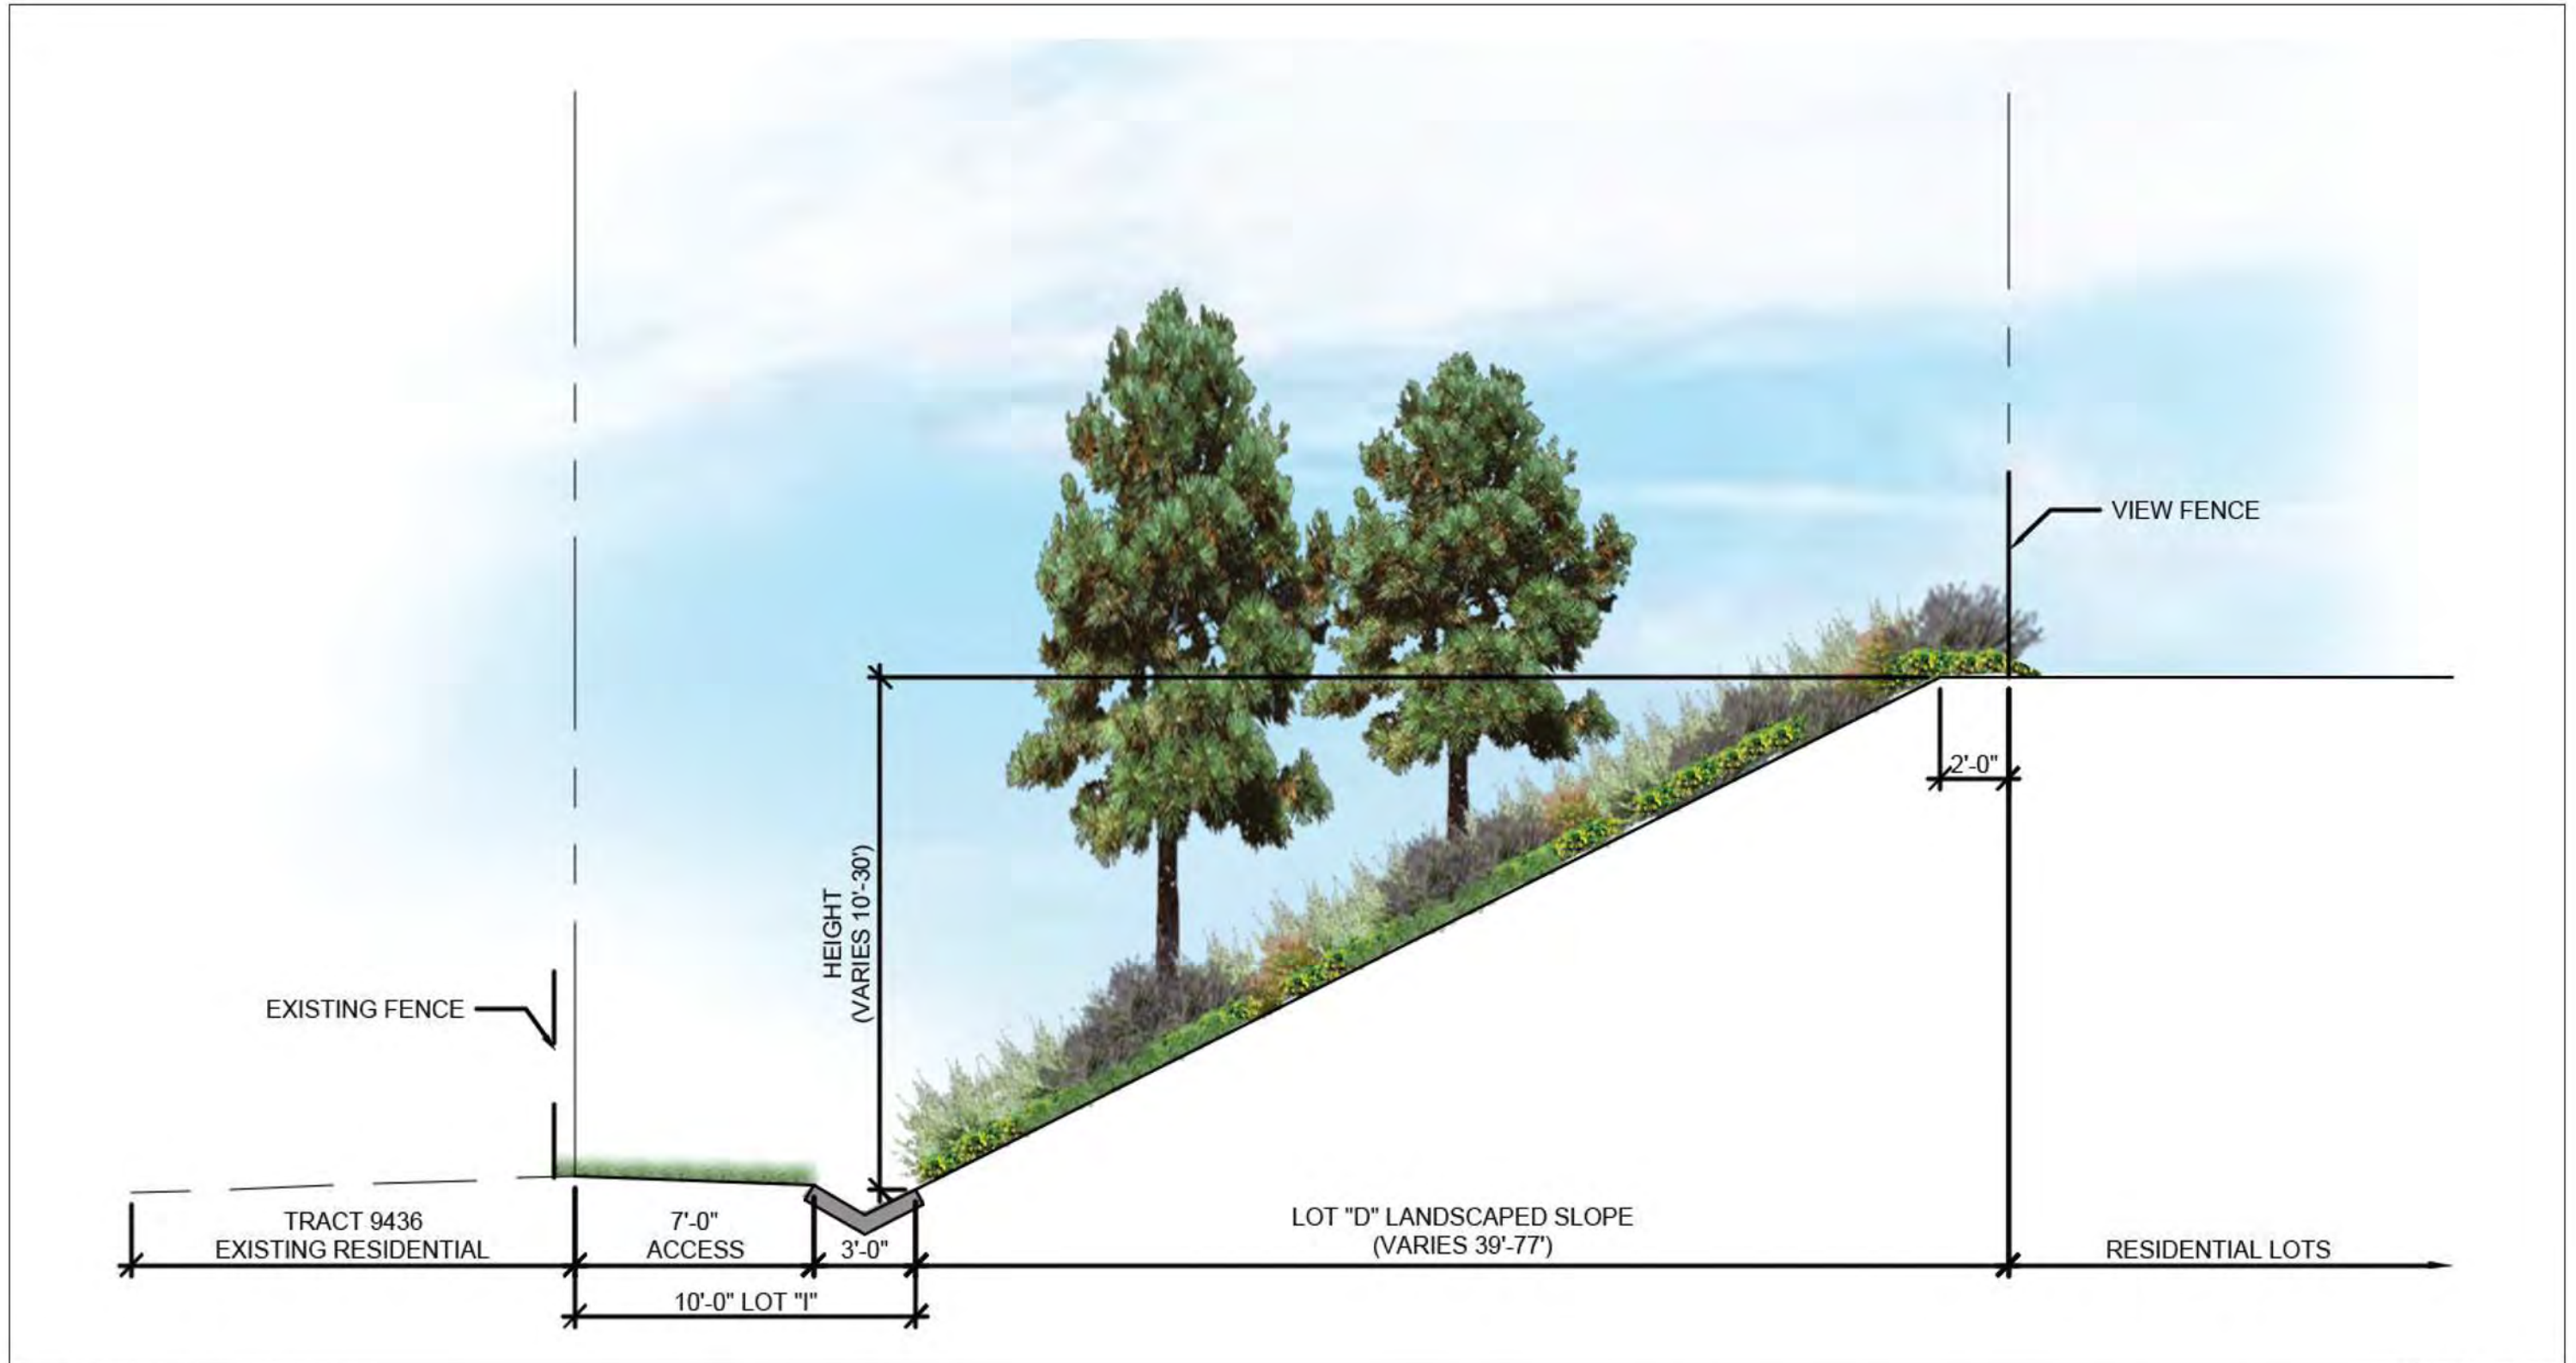 VIEW FENCE
2'-0"
HEIGHT
(VARIES 10'-30')
EXISTING FENCE
TRACT 9436
EXISTING RESIDENTIAL
7'-0"
ACCESS
3'-0"
LOT "D" LANDSCAPED SLOPE
(VARIES 39'-77')
RESIDENTIAL LOTS
10'-0" LOT "I"